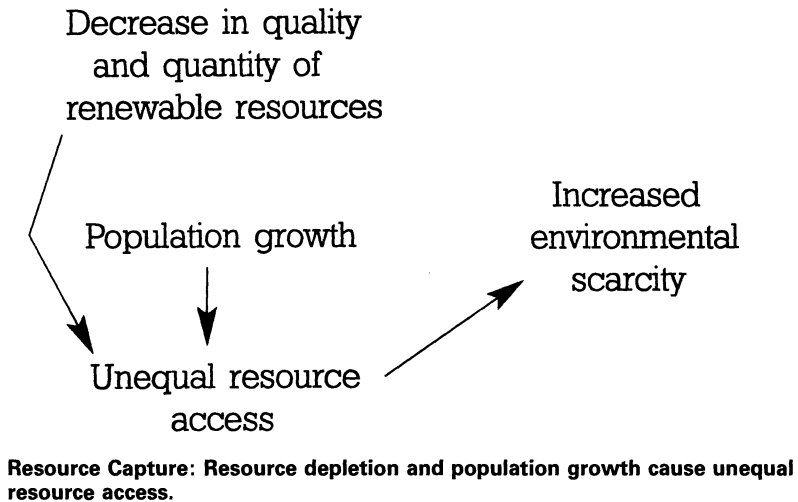 Decrease in quality
and quantity of
renewable resources
Population growth
Increased
environmental
scarcity
Unequal resource
access
Resource Capture: Resource depletion and population growth cause unequal
resource access.